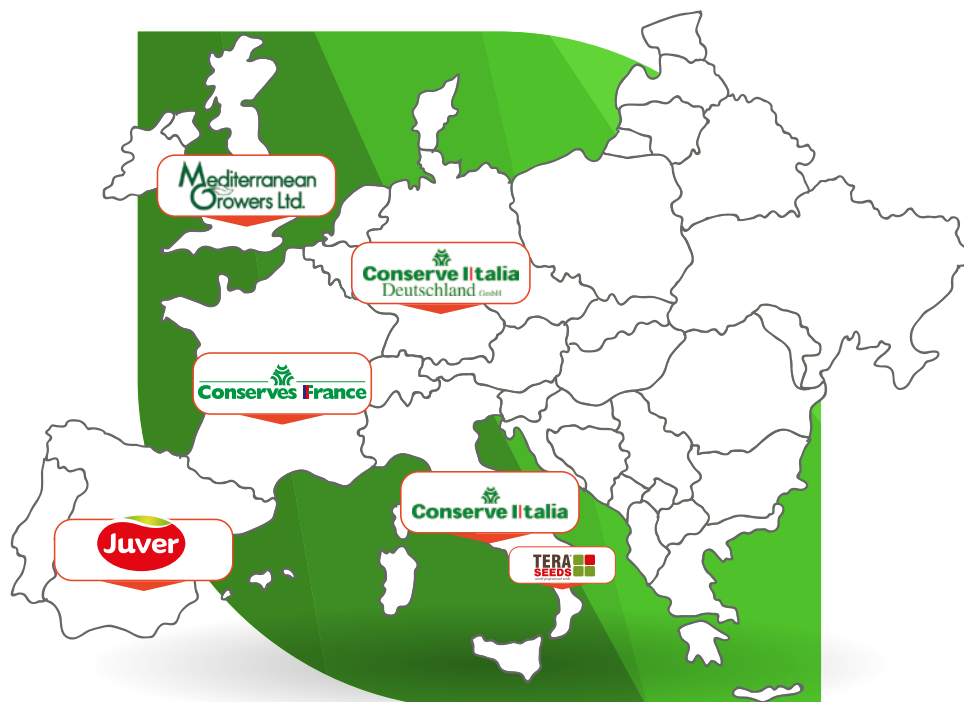 Mediterranean
Growers Ltd.
Conserve Italia
Deutschland GmbH
Conserves France
Conserve Italia
Juver
TERA
SEEDS